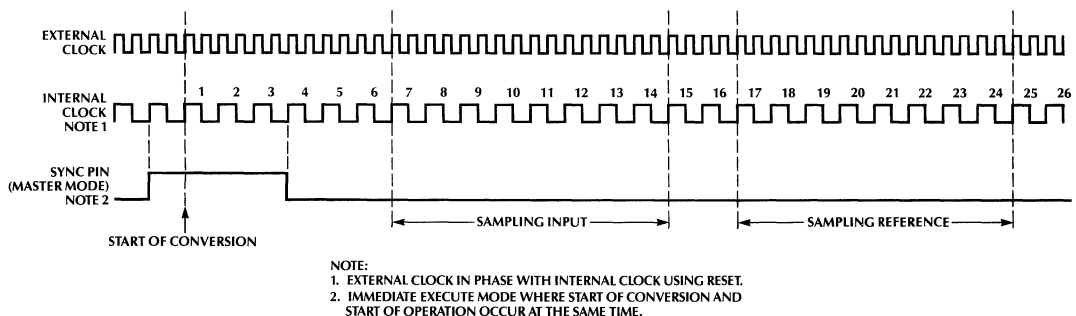 EXTERNAL
CLOCK
1 2 3 4 5 6 7 8 9 10 11 12 13 14 15 16 17 18 19 20 21 22 23 24 25 26
INTERNAL
CLOCK
NOTE 1
SYNC PIN
(MASTER MODE)
NOTE 2
SAMPLING INPUT
SAMPLING REFERENCE
START OF CONVERSION
NOTE:
1. EXTERNAL CLOCK IN PHASE WITH INTERNAL CLOCK USING RESET.
2. IMMEDIATE EXECUTE MODE WHERE START OF CONVERSION AND
START OF OPERATION OCCUR AT THE SAME TIME.